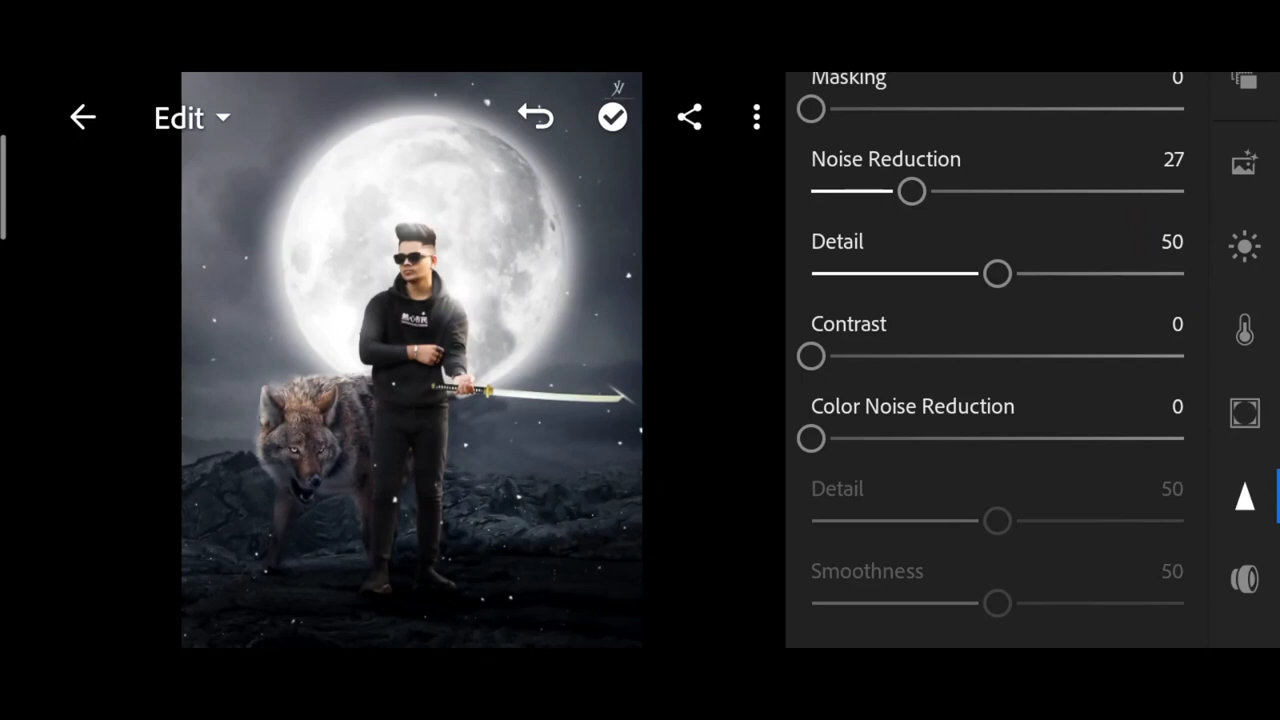 Edit
Masking 0
Noise Reduction 27
Detail 50
Contrast 0
Color Noise Reduction 0
Detail 50
Smoothness 50